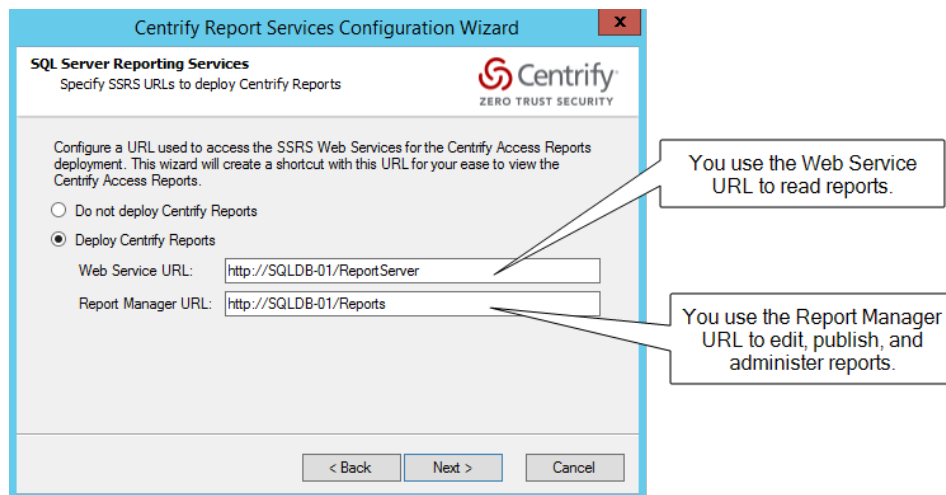 Centrify Report Services Configuration Wizard
x
SQL Server Reporting Services
Specify SSRS URLs to deploy Centrify Reports
Centrify
ZERO TRUST SECURITY
Configure a URL used to access the SSRS Web Services for the Centrify Access Reports
deployment. This wizard will create a shortcut with this URL for your ease to view the
Centrify Access Reports.
Do not deploy Centrify Reports
Deploy Centrify Reports
Web Service URL: http://SQLDB-01/ReportServer
Report Manager URL: http://SQLDB-01/Reports
You use the Web Service
URL to read reports.
You use the Report Manager
URL to edit, publish, and
administer reports.
< Back Next > Cancel